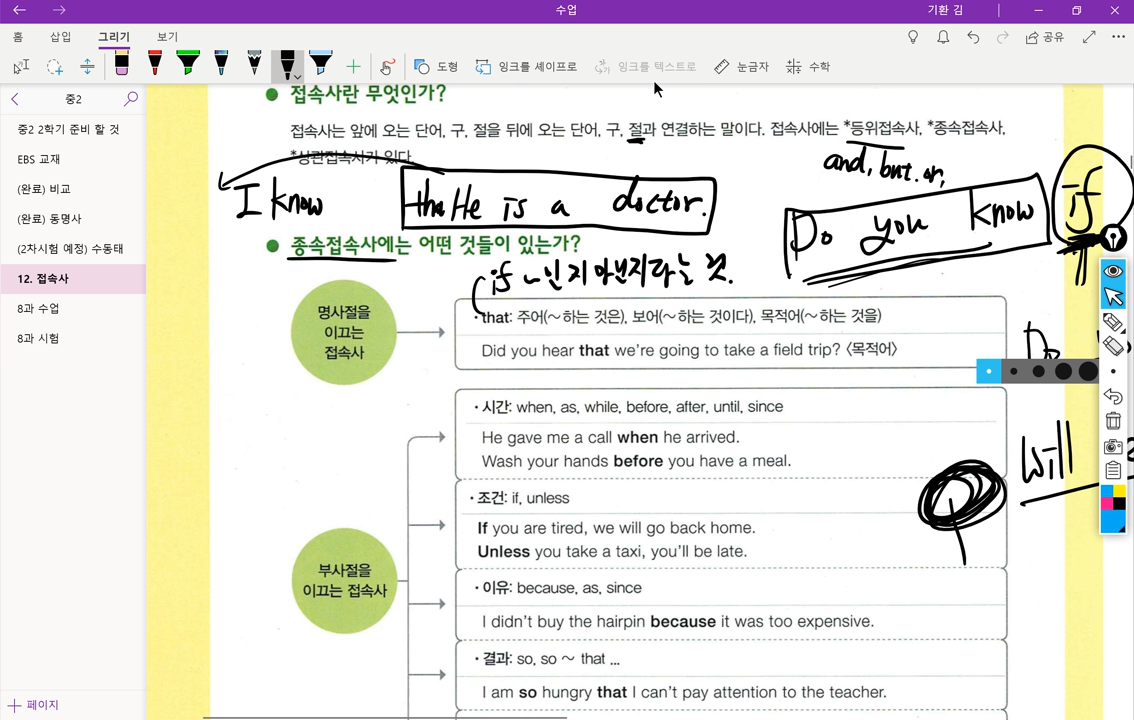 수업
기환 김
홈 삽입 그리기 보기
공유
도형 잉크를 셰이프로 잉크를 텍스트로 눈금자 수학
중2
중2 2학기 준비 할 것
EBS 교재
(완료) 비교
(완료) 동명사
(2차시험 예정) 수동태
12. 접속사
8과 수업
8과 시험
페이지
접속사란 무엇인가?
접속사는 앞에 오는 단어, 구, 절을 뒤에 오는 단어, 구, 절과 연결하는 말이다. 접속사에는 *등위접속사, *종속접속사,
*상관접속사가 있다
and, but. or,
I know that He is a doctor.
Do you know if
종속접속사에는 어떤 것들이 있는가?
if ~인지 아닌지라는 것.
명사절을
이끄는
접속사
· that: 주어(～하는 것은), 보어(～하는 것이다), 목적어(～하는 것을)
Did you hear that we're going to take a field trip? 〈목적어〉
Do
· 시간: when, as, while, before, after, until, since
He gave me a call when he arrived.
Wash your hands before you have a meal.
will
· 조건: if, unless
If you are tired, we will go back home.
Unless you take a taxi, you'll be late.
부사절을
이끄는 접속사
· 이유: because, as, since
I didn't buy the hairpin because it was too expensive.
· 결과: so, so ～ that ...
I am so hungry that I can't pay attention to the teacher.